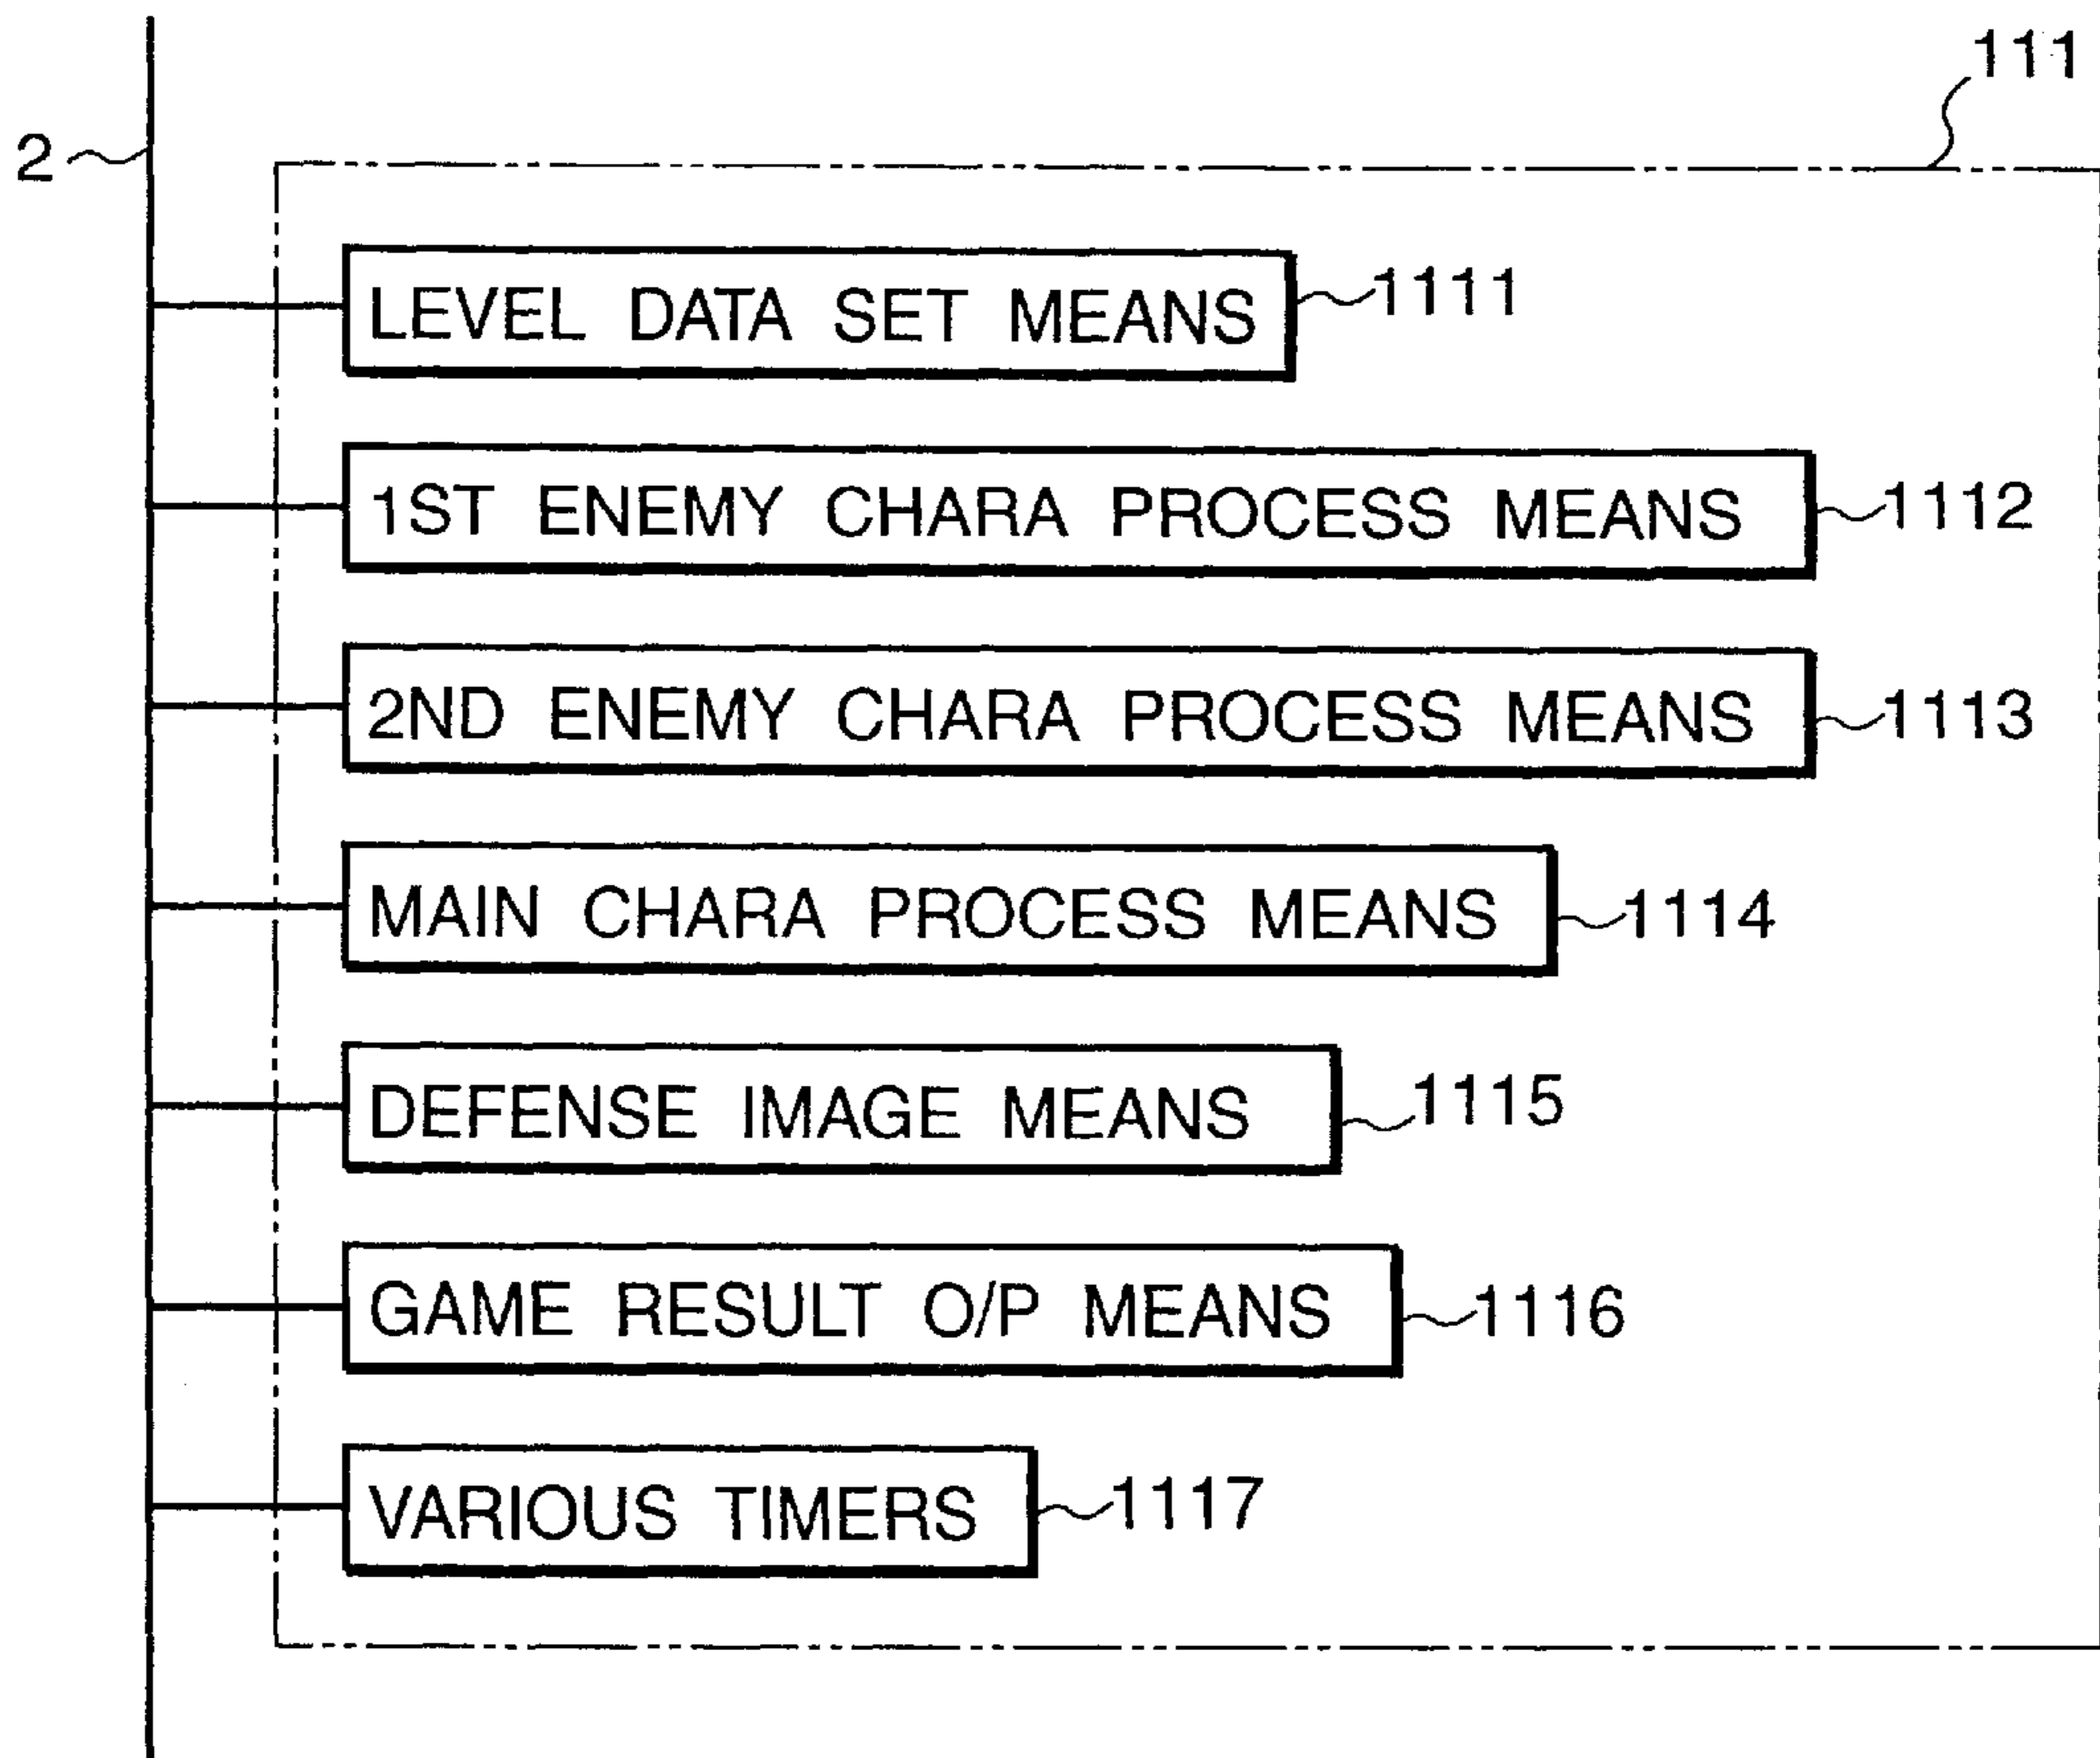 111
2
LEVEL DATA SET MEANS 1111
1ST ENEMY CHARA PROCESS MEANS 1112
2ND ENEMY CHARA PROCESS MEANS 1113
MAIN CHARA PROCESS MEANS 1114
DEFENSE IMAGE MEANS 1115
GAME RESULT O/P MEANS 1116
VARIOUS TIMERS 1117